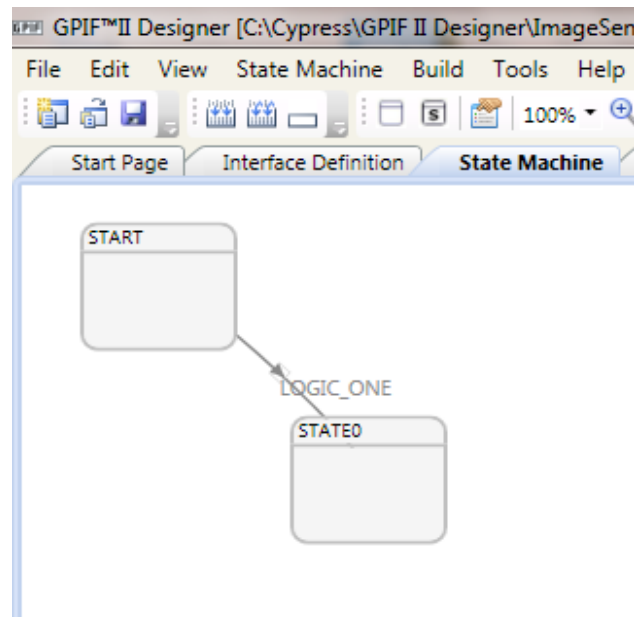 GPIF GPIF™II Designer [C:\Cypress\GPIF II Designer\ImageSen
File Edit View State Machine Build Tools Help
S 100%
Start Page Interface Definition State Machine
START
LOGIC_ONE
STATE0